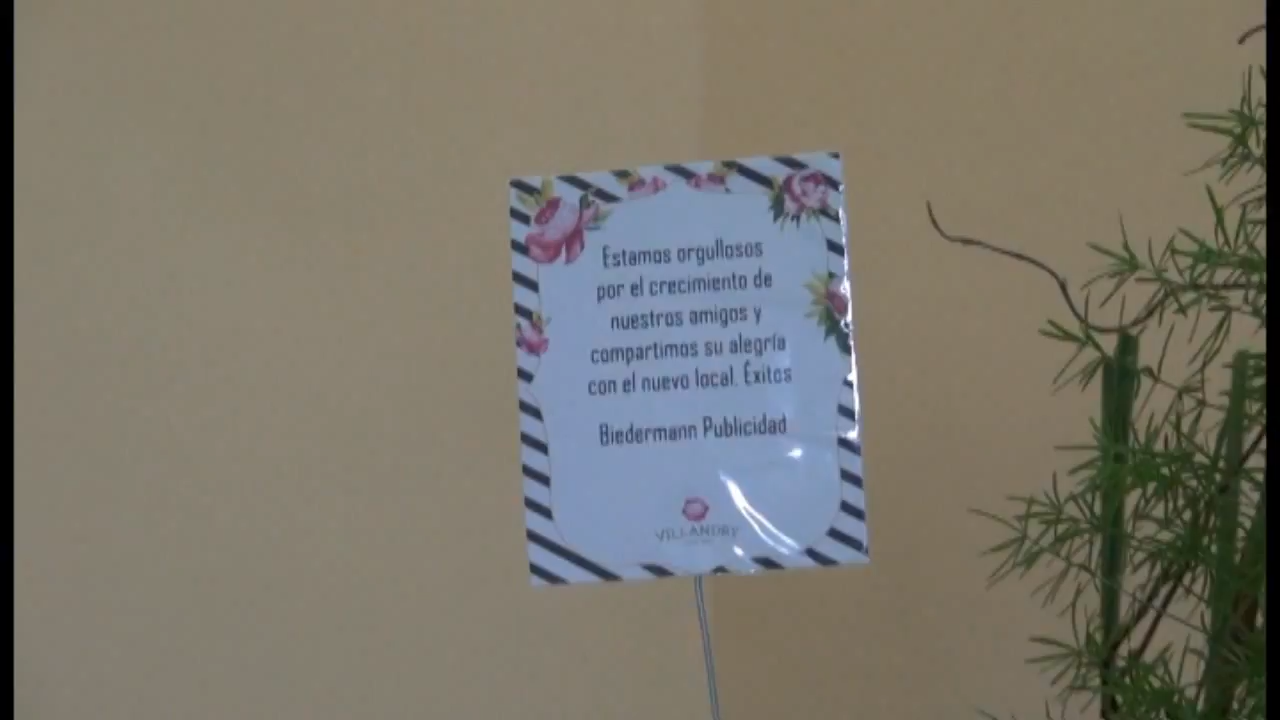 Estamos orgullosos
por el crecimiento de
nuestros amigos y
compartimos su alegría
con el nuevo local. Éxitos
Biedermann Publicidad
VILLANDRY